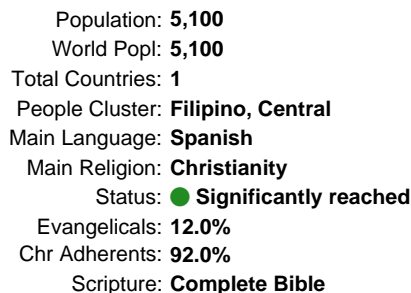 Population: 5,100
World Popl: 5,100
Total Countries: 1
People Cluster: Filipino, Central
Main Language: Spanish
Main Religion: Christianity
Status: Significantly reached
Evangelicals: 12.0%
Chr Adherents: 92.0%
Scripture: Complete Bible